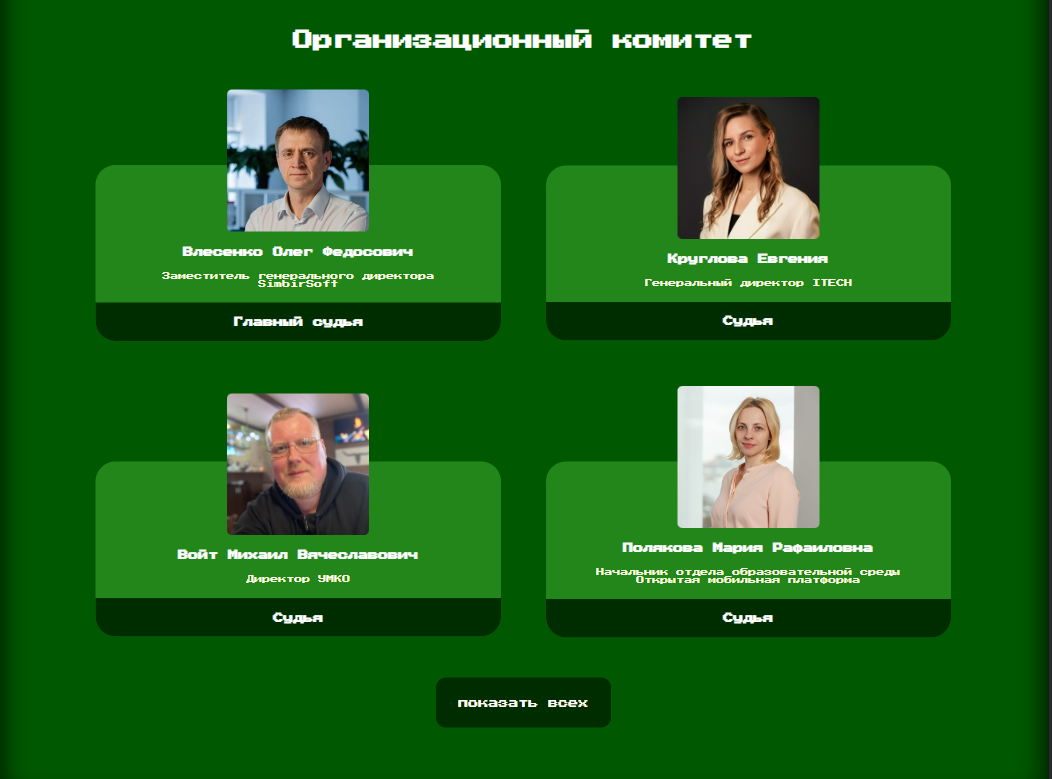 Организационный комитет
Влесенко Олег Федосович
Заместитель генерального директора
SimbirSoft
Главный судья
Круглова Евгения
Генеральный директор ITECH
Судья
Войт Михаил Вячеславович
Директор УМКО
Судья
Полякова Мария Рафаиловна
Начальник отдела образовательной среды
Открытая мобильная платформа
Судья
показать всех